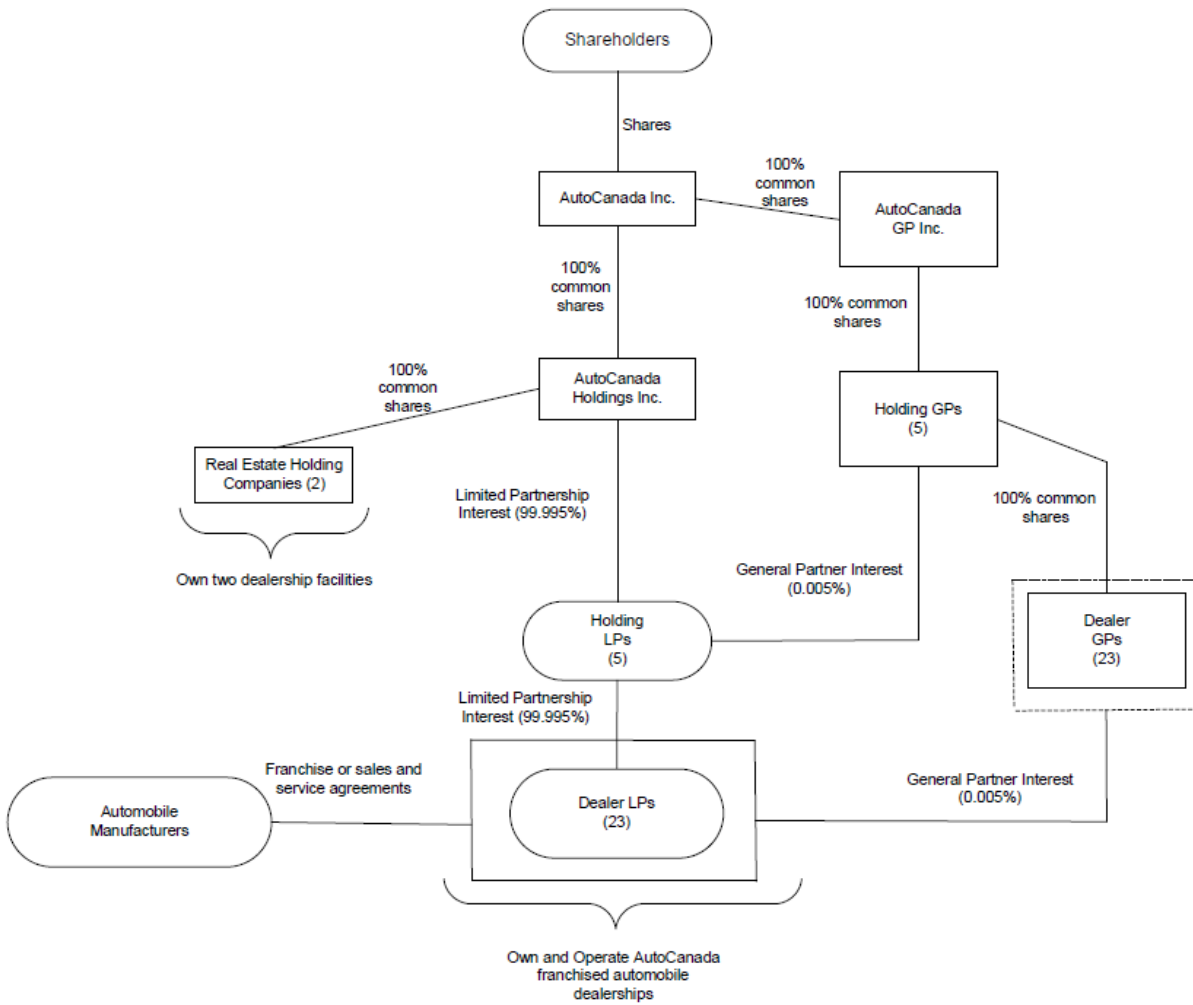 Shareholders
Shares
100%
common
shares
AutoCanada Inc.
AutoCanada
GP Inc.
100%
common
shares
100% common
shares
100%
common
shares
AutoCanada
Holdings Inc.
Holding GPs
(5)
Real Estate Holding
Companies (2)
Limited Partnership
Interest (99.995%)
100% common
shares
Own two dealership facilities
General Partner Interest
(0.005%)
Holding
LPs
(5)
Dealer
GPs
(23)
Limited Partnership
Interest (99.995%)
Franchise or sales and
service agreements
General Partner Interest
(0.005%)
Automobile
Manufacturers
Dealer LPs
(23)
Own and Operate AutoCanada
franchised automobile
dealerships